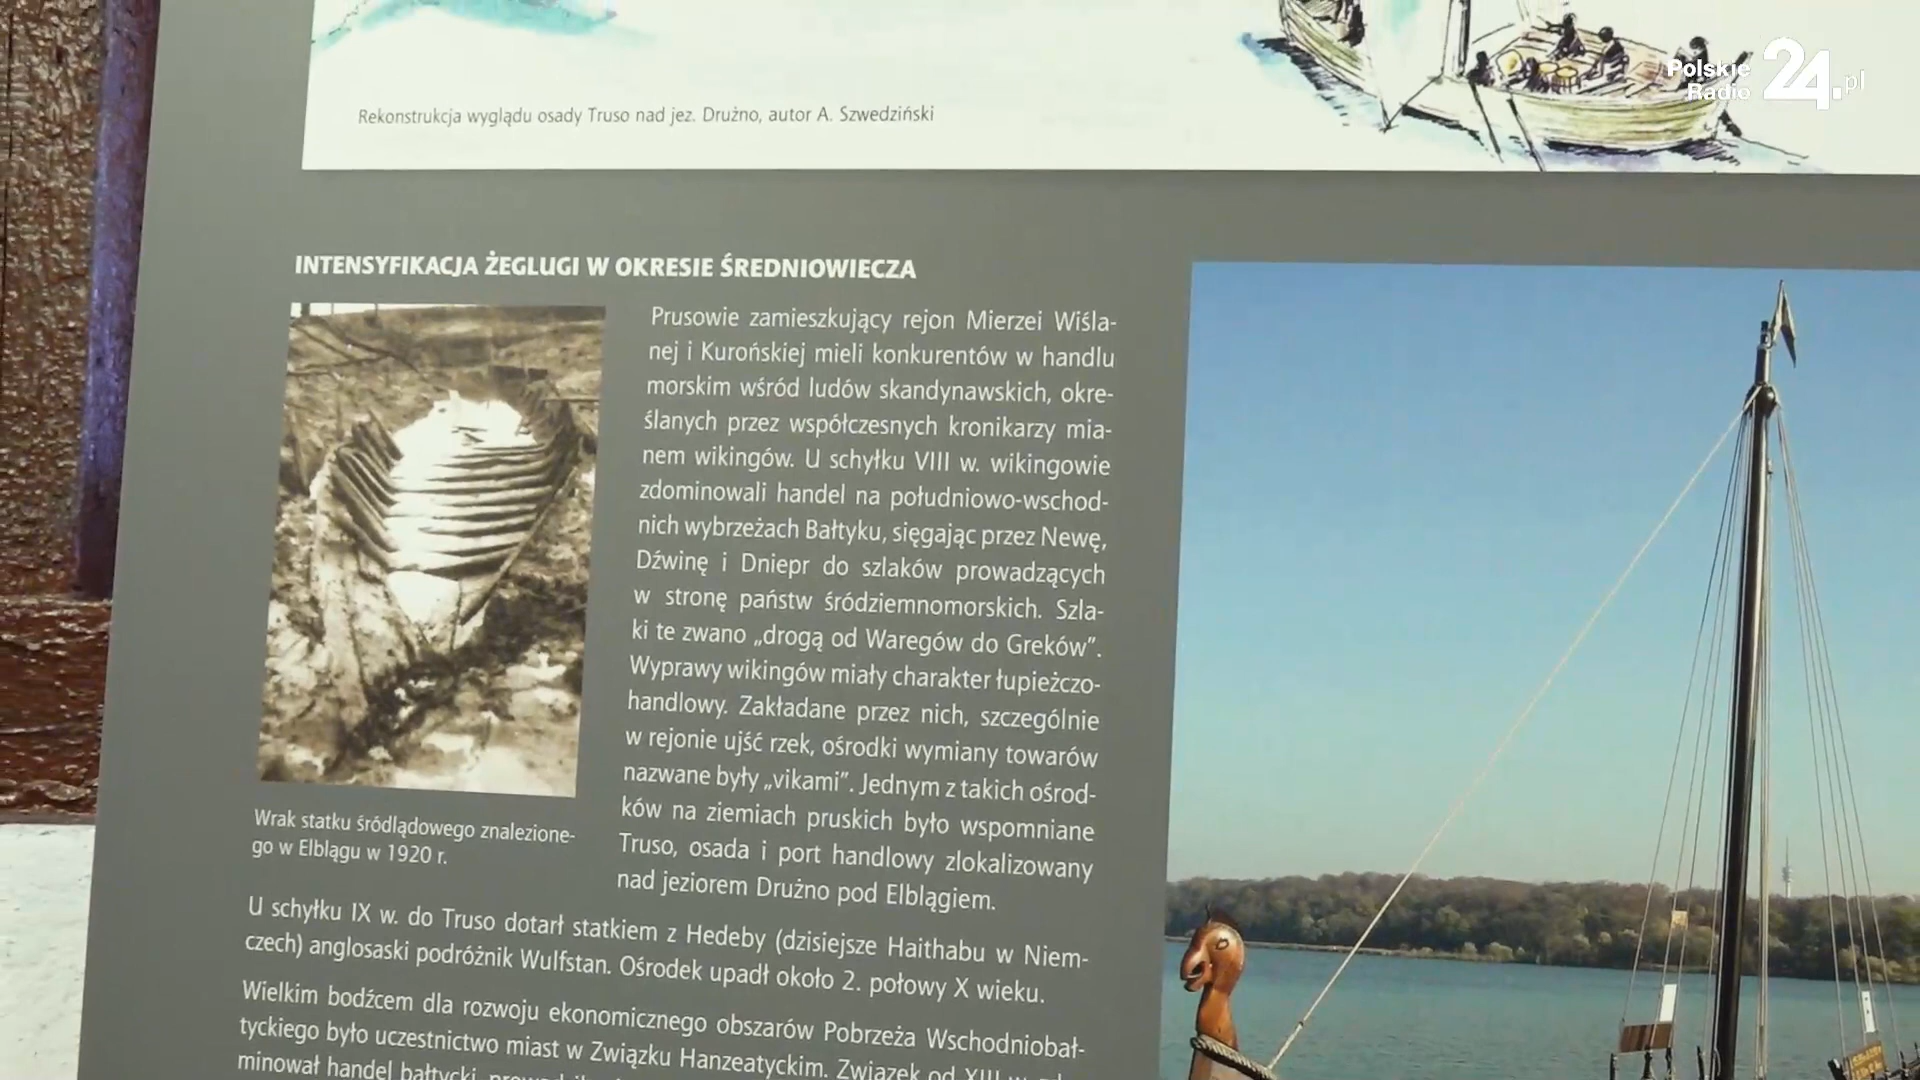 Polskie
Radio
24.pl
Rekonstrukcja wyglądu osady Truso nad jez. Drużno, autor A. Szwedziński
INTENSYFIKACJA ŻEGLUGI W OKRESIE ŚREDNIOWIECZA
Prusowie zamieszkujący rejon Mierzei Wiśla-
nej i Kurońskiej mieli konkurentów w handlu
morskim wśród ludów skandynawskich, okre-
ślanych przez współczesnych kronikarzy mia-
nem wikingów. U schyłku VIII w. wikingowie
zdominowali handel na południowo-wschod-
nich wybrzeżach Bałtyku, sięgając przez Newę,
Dźwinę i Dniepr do szlaków prowadzących
w stronę państw śródziemnomorskich. Szla-
ki te zwano „drogą od Waregów do Greków”.
Wyprawy wikingów miały charakter łupieżczo-
handlowy. Zakładane przez nich, szczególnie
w rejonie ujść rzek, ośrodki wymiany towarów
nazwane były „vikami”. Jednym z takich ośrod-
ków na ziemiach pruskich było wspomniane
Truso, osada i port handlowy zlokalizowany
nad jeziorem Drużno pod Elblągiem.
Wrak statku śródlądowego znalezione-
go w Elblągu w 1920 r.
U schyłku IX w. do Truso dotarł statkiem z Hedeby (dzisiejsze Haithabu w Niem-
czech) anglosaski podróżnik Wulfstan. Ośrodek upadł około 2. połowy X wieku.
Wielkim bodźcem dla rozwoju ekonomicznego obszarów Pobrzeża Wschodniobał-
tyckiego było uczestnictwo miast w Związku Hanzeatyckim. Związek od XIII w.
minował handel bałtycki